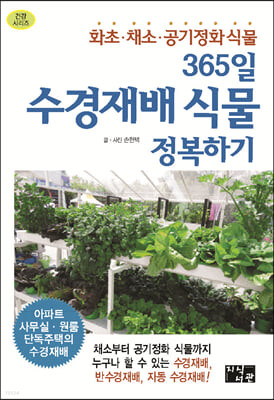 건강
시리즈
화초·채소·공기정화 식물
365일
수경재배 식물
정복하기
글·사진 손현택
아파트
사무실·원룸
단독주택의
수경재배
채소부터 공기정화 식물까지
누구나 할 수 있는 수경재배,
반수경재배, 자동 수경재배!
지식
서관